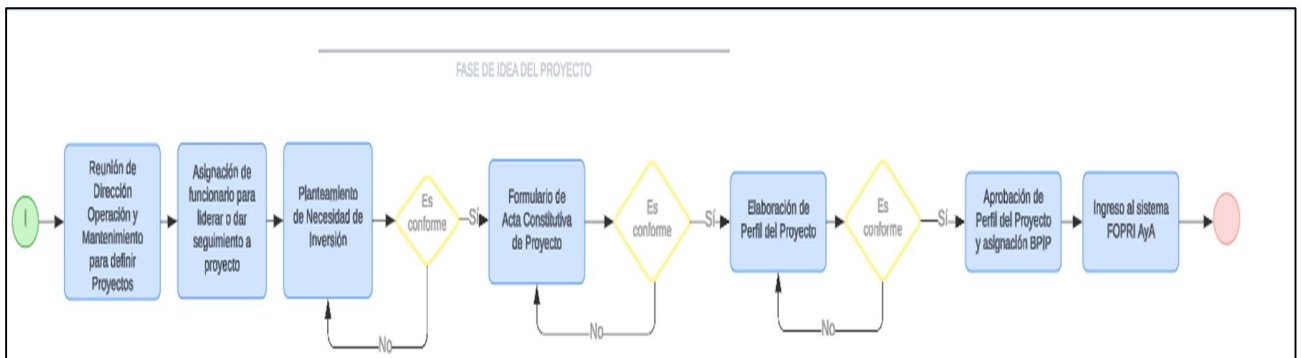 FASE DE IDEA DEL PROYECTO
I
Reunión de
Dirección
Operación y
Mantenimiento
para definir
Proyectos
Asignación de
funcionario para
liderar o dar
seguimiento a
proyecto
Planteamiento
de Necesidad de
Inversión
Es
conforme
Sí
No
Formulario de
Acta Constitutiva
de Proyecto
Es
conforme
Sí
No
Elaboración de
Perfil del Proyecto
Es
conforme
Sí
No
Aprobación de
Perfil del Proyecto
y asignación BPIP
Ingreso al sistema
FOPRI AyA